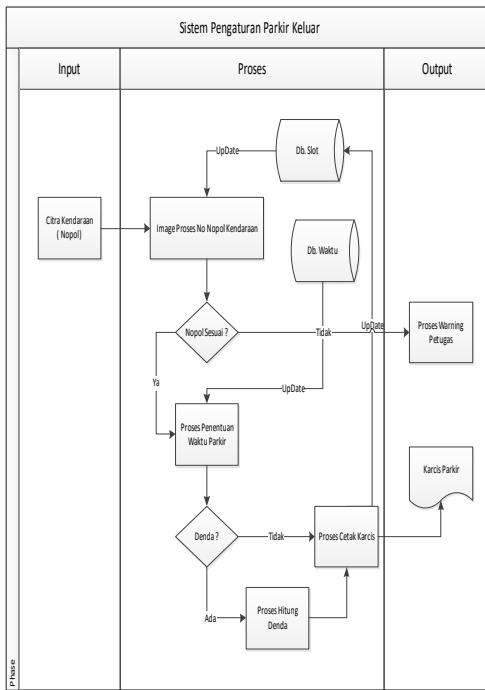 Sistem Pengaturan Parkir Keluar
Input
Proses
Output
Db. Slot
UpDate
Citra Kendaraan
( Nopol)
Image Proses No Nopol Kendaraan
Db. Waktu
Nopol Sesuai ?
Tidak
UpDate
Proses Warning
Petugas
Ya
UpDate
Proses Penentuan
Waktu Parkir
Karcis Parkir
Denda ?
Tidak
Proses Cetak Karcis
Ada
Proses Hitung
Denda
Phase